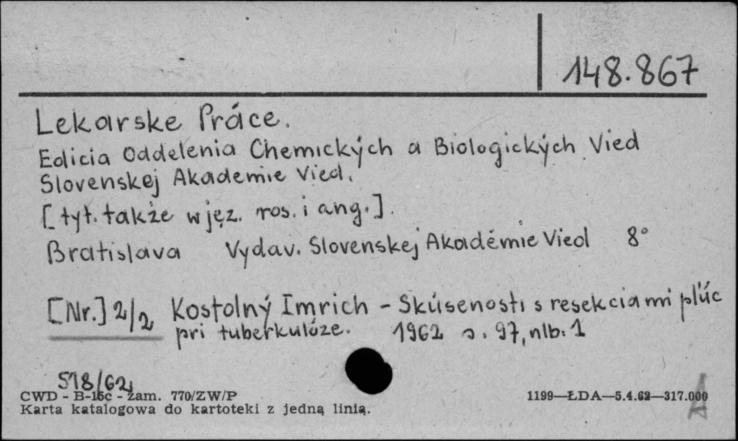 148.867
Lekarske Práce.
Edicia Oddelenia Chemických a Biologických Vied
Slovenskej Akademie Vied.
[tyt. także w jęz. ros. i ang.].
Bratislava Vydav. Slovenskej Akadémie Vied 8°
[Nr.] 2/2 Kostolný Imrich - Skúsenosti s resekciami pľúc
pri tuberkulóze. 1962 s. 97, nlb. 1
518/62
CWD - B-15c - zam. 770/ZW/P 1199—ŁDA—5.4.62—317.000
Karta katalogowa do kartoteki z jedną linią.